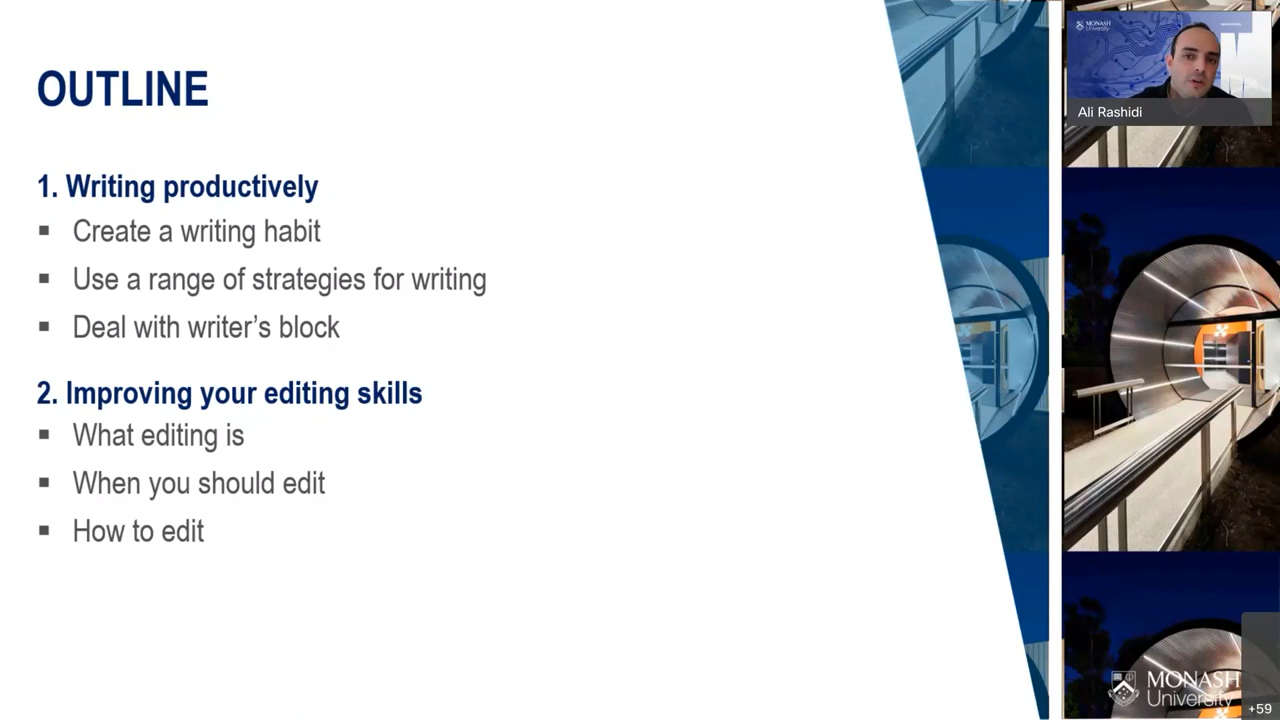 OUTLINE
1. Writing productively
▪ Create a writing habit
▪ Use a range of strategies for writing
▪ Deal with writer’s block
2. Improving your editing skills
▪ What editing is
▪ When you should edit
▪ How to edit
MONASH
University
Ali Rashidi
MONASH
University
+59